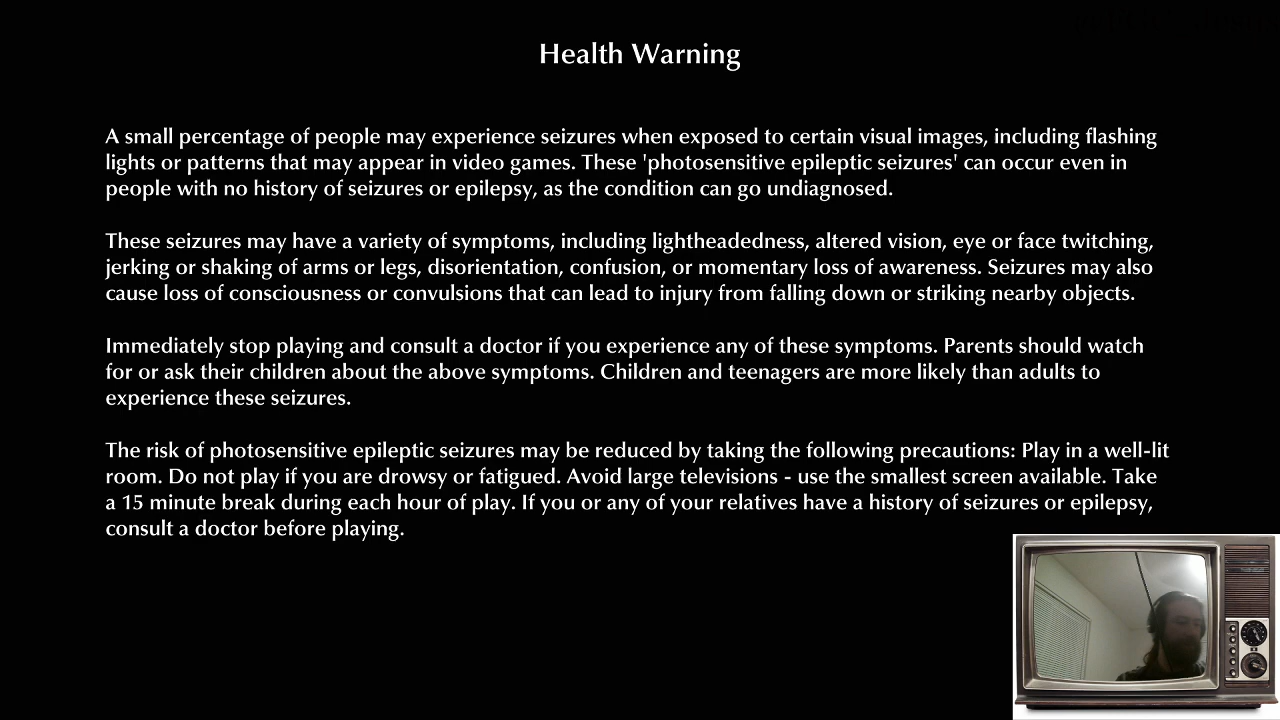 Health Warning
A small percentage of people may experience seizures when exposed to certain visual images, including flashing
lights or patterns that may appear in video games. These 'photosensitive epileptic seizures' can occur even in
people with no history of seizures or epilepsy, as the condition can go undiagnosed.
These seizures may have a variety of symptoms, including lightheadedness, altered vision, eye or face twitching,
jerking or shaking of arms or legs, disorientation, confusion, or momentary loss of awareness. Seizures may also
cause loss of consciousness or convulsions that can lead to injury from falling down or striking nearby objects.
Immediately stop playing and consult a doctor if you experience any of these symptoms. Parents should watch
for or ask their children about the above symptoms. Children and teenagers are more likely than adults to
experience these seizures.
The risk of photosensitive epileptic seizures may be reduced by taking the following precautions: Play in a well-lit
room. Do not play if you are drowsy or fatigued. Avoid large televisions - use the smallest screen available. Take
a 15 minute break during each hour of play. If you or any of your relatives have a history of seizures or epilepsy,
consult a doctor before playing.